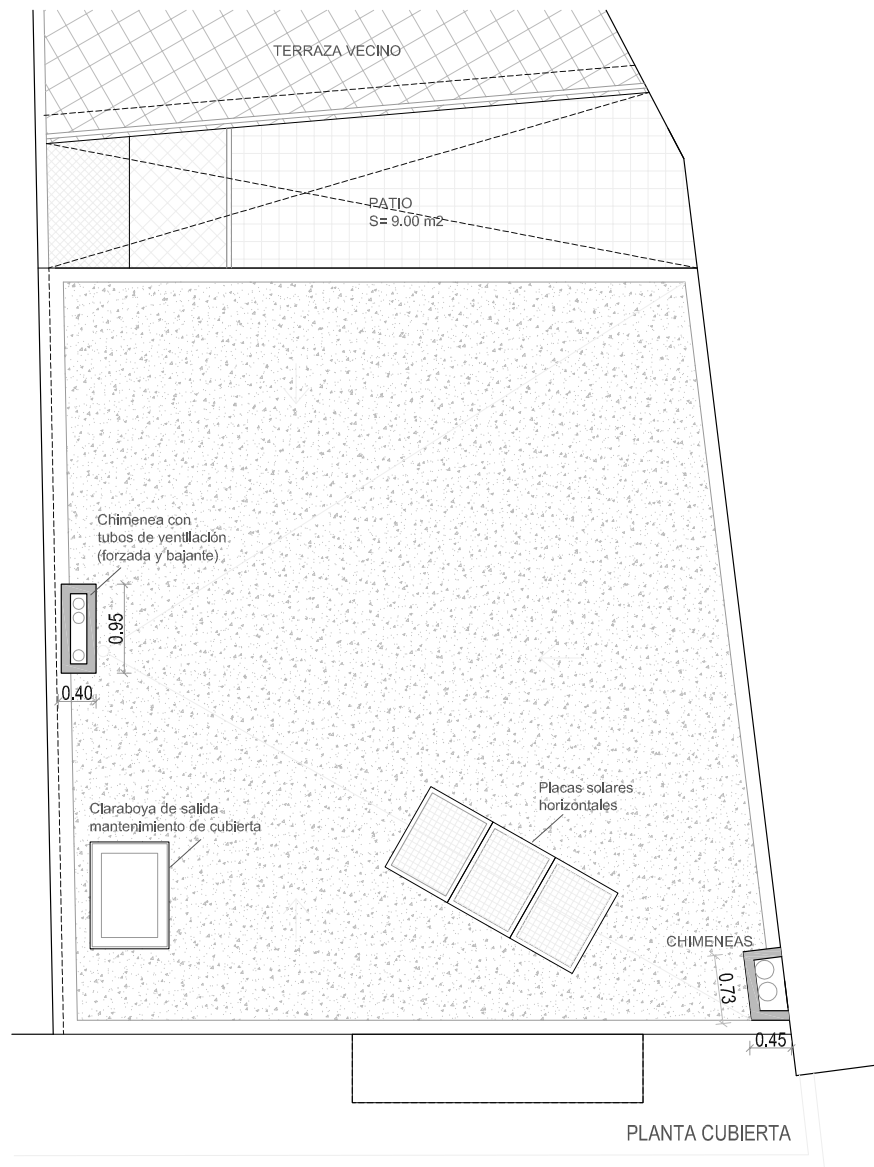 TERRAZA VECINO
PATIO
S= 9.00 m2
Chimenea con
tubos de ventilación
(forzada y bajante)
0.95
0.40
Placas solares
horizontales
Claraboya de salida
mantenimiento de cubierta
CHIMENEAS
0.73
0.45
PLANTA CUBIERTA